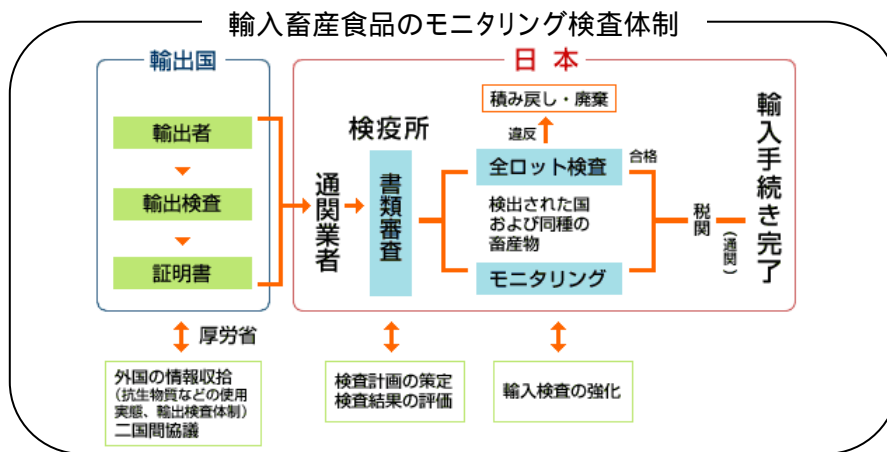 輸入畜産食品のモニタリング検査体制
輸出国
輸出者
輸出検査
証明書
日本
通関業者
検疫所
書類審査
積み戻し・廃棄
違反
全ロット検査
合格
検出された国
および同種の
畜産物
モニタリング
税関
(通関)
輸入手続き完了
厚労省
外国の情報収拾
(抗生物質などの使用
実態、輸出検査体制)
二国間協議
検査計画の策定
検査結果の評価
輸入検査の強化